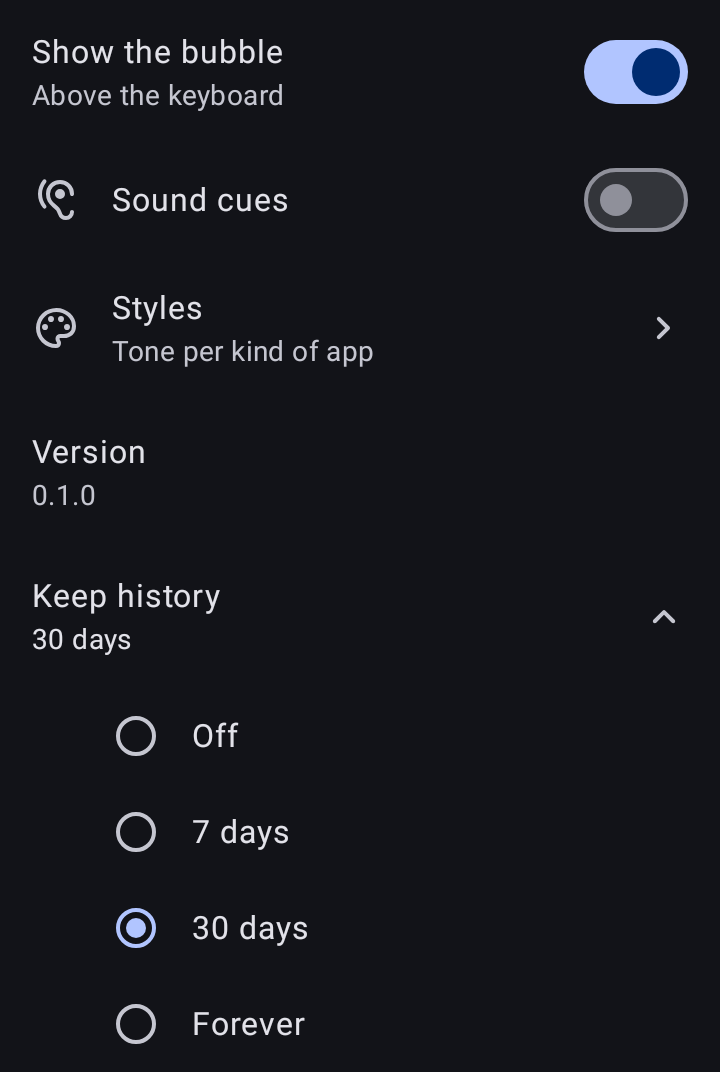 Show the bubble
Above the keyboard
Sound cues
Styles
Tone per kind of app
Version
0.1.0
Keep history
30 days
Off
7 days
30 days
Forever